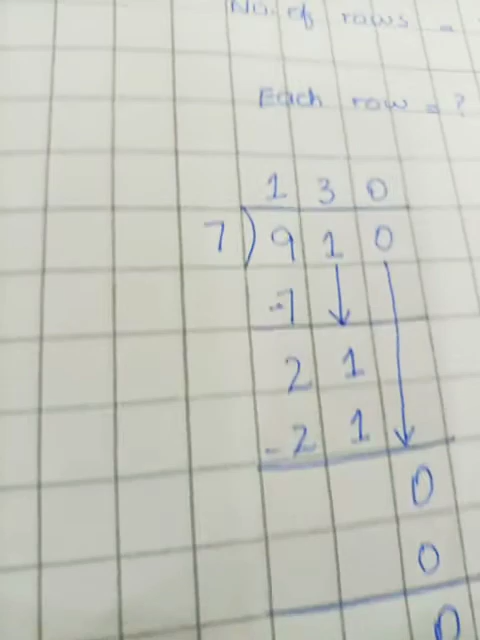 No. of rows =
Each row = ?
1 3 0
7 ) 9 1 0
-7
2 1
- 2 1
0
0
0